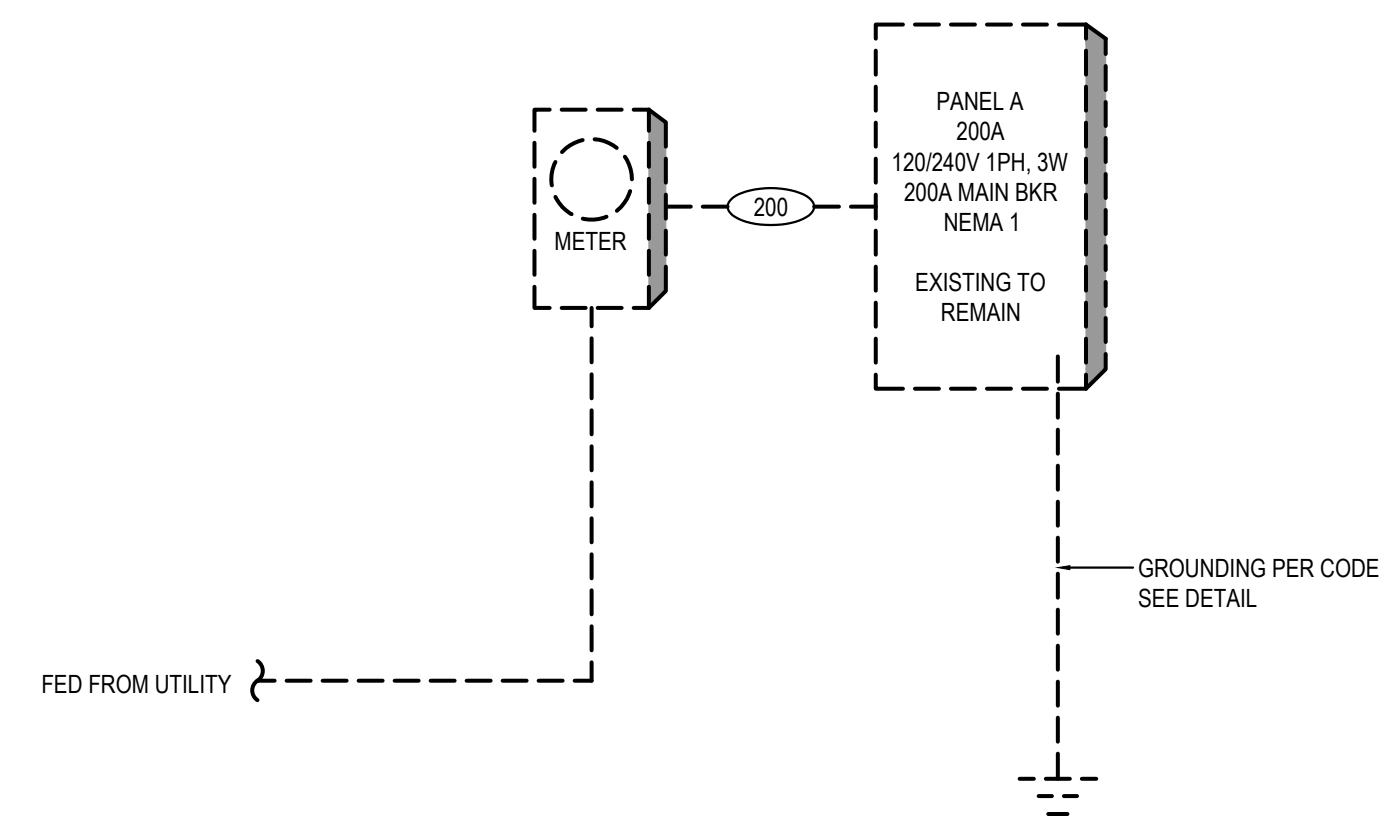 PANEL A
200A
120/240V 1PH, 3W
200A MAIN BKR
NEMA 1
EXISTING TO
REMAIN
METER
200
GROUNDING PER CODE
SEE DETAIL
FED FROM UTILITY